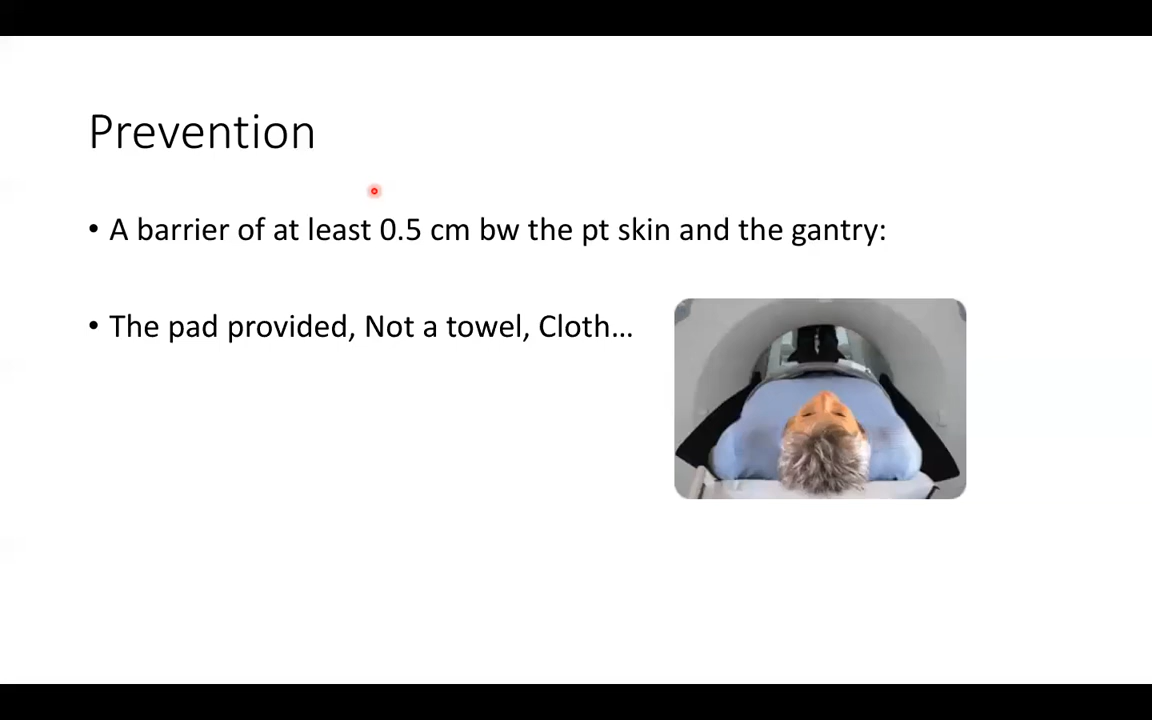 Prevention
• A barrier of at least 0.5 cm bw the pt skin and the gantry:
• The pad provided, Not a towel, Cloth...